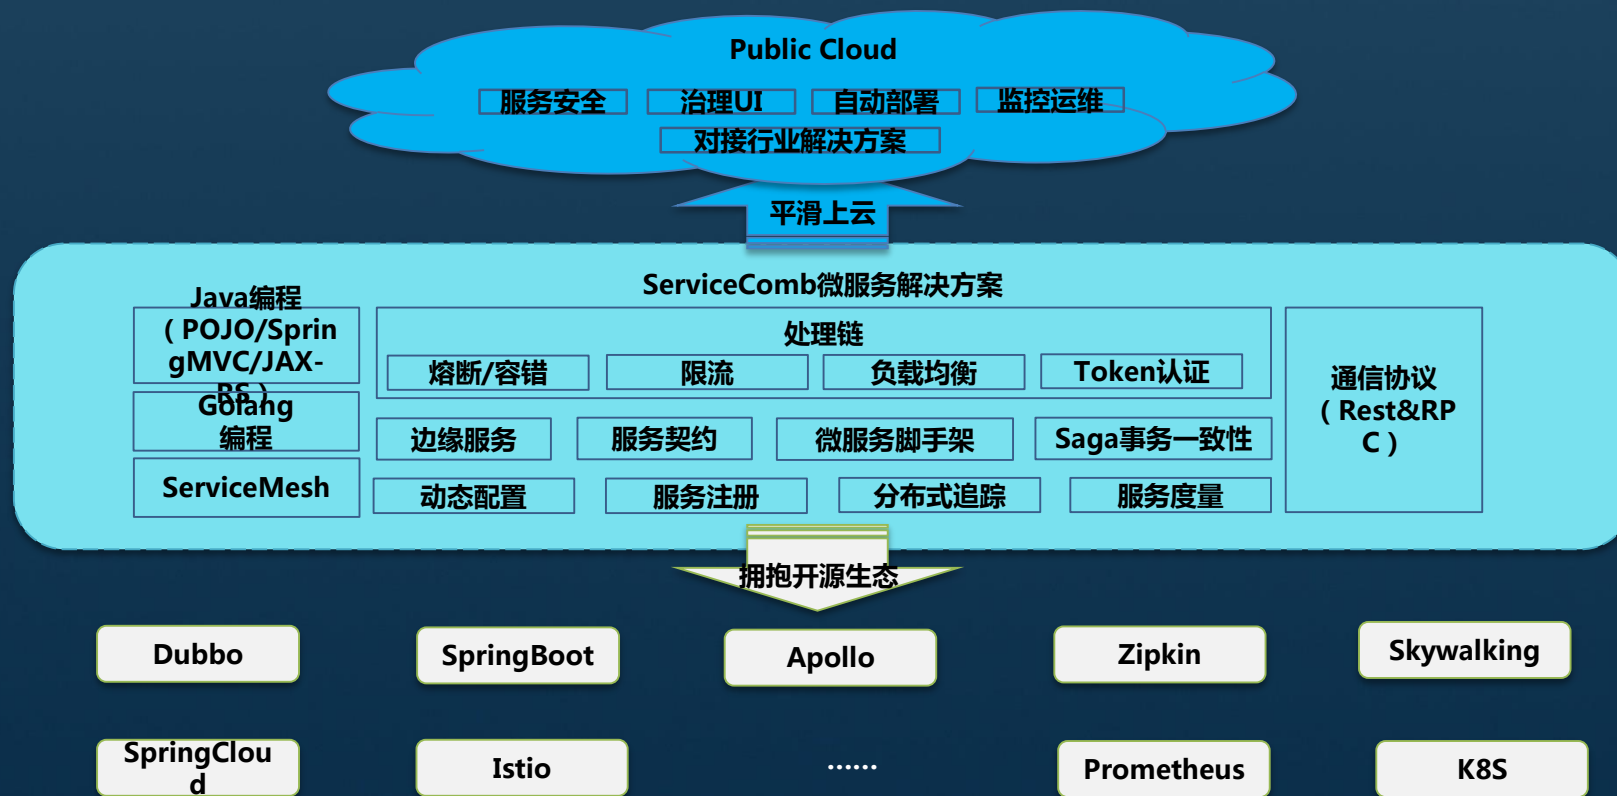 Public Cloud
服务安全
治理UI
自动部署
监控运维
对接行业解决方案
平滑上云
ServiceComb微服务解决方案
Java编程
（POJO/Sprin
gMVC/JAX-
RS）
Golang
编程
ServiceMesh
处理链
熔断/容错
限流
负载均衡
Token认证
边缘服务
服务契约
微服务脚手架
Saga事务一致性
动态配置
服务注册
分布式追踪
服务度量
通信协议
（Rest&RP
C）
拥抱开源生态
Dubbo
SpringBoot
Apollo
Zipkin
Skywalking
SpringClou
d
Istio
......
Prometheus
K8S